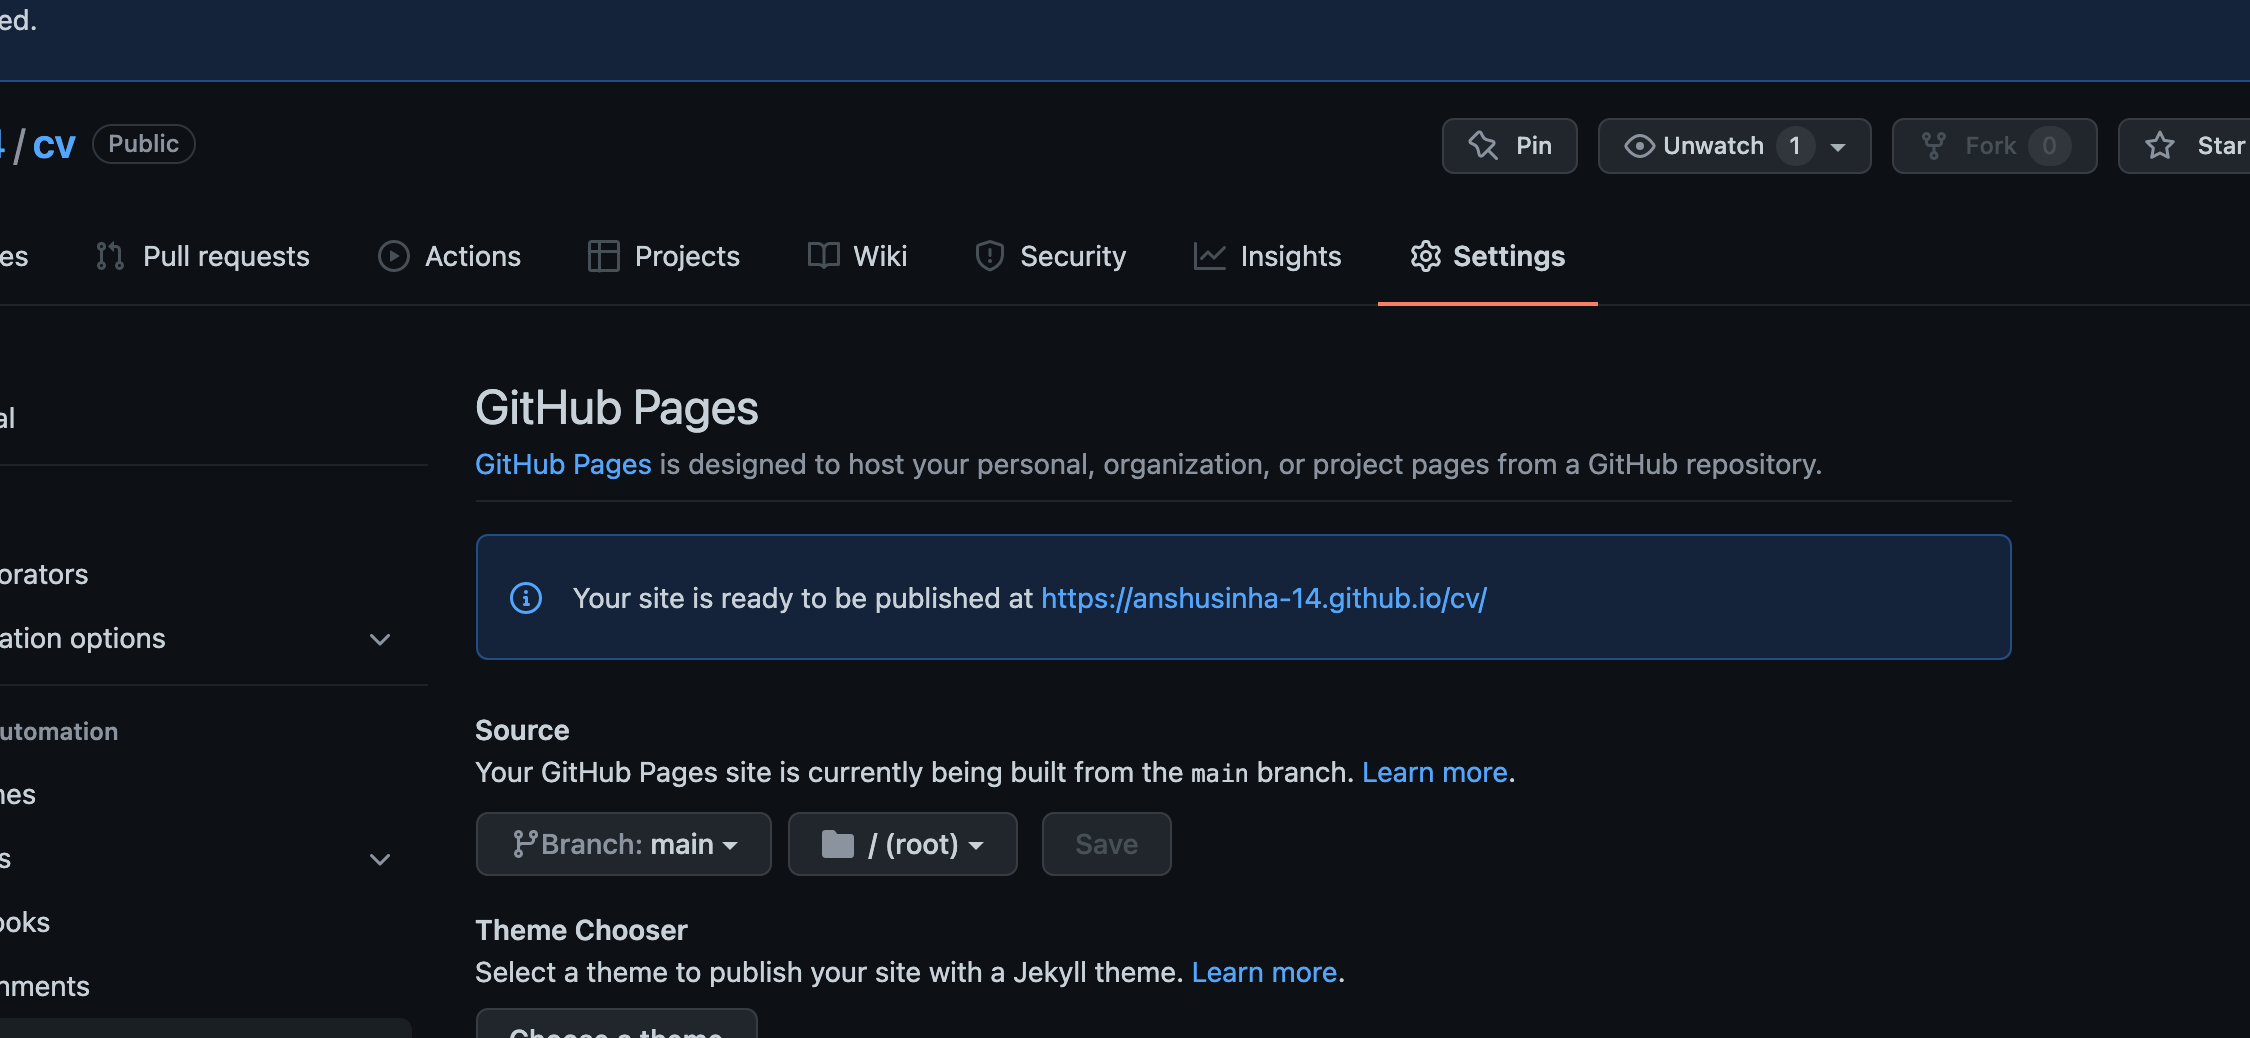 ed.
/ cv Public
Pin
Unwatch 1
Fork 0
Star
es Pull requests Actions Projects Wiki Security Insights Settings
GitHub Pages
al
GitHub Pages is designed to host your personal, organization, or project pages from a GitHub repository.
orators
Your site is ready to be published at https://anshusinha-14.github.io/cv/
ation options
utomation
Source
Your GitHub Pages site is currently being built from the main branch. Learn more.
nes
Branch: main / (root) Save
s
ooks
Theme Chooser
Select a theme to publish your site with a Jekyll theme. Learn more.
nments
Choose a theme